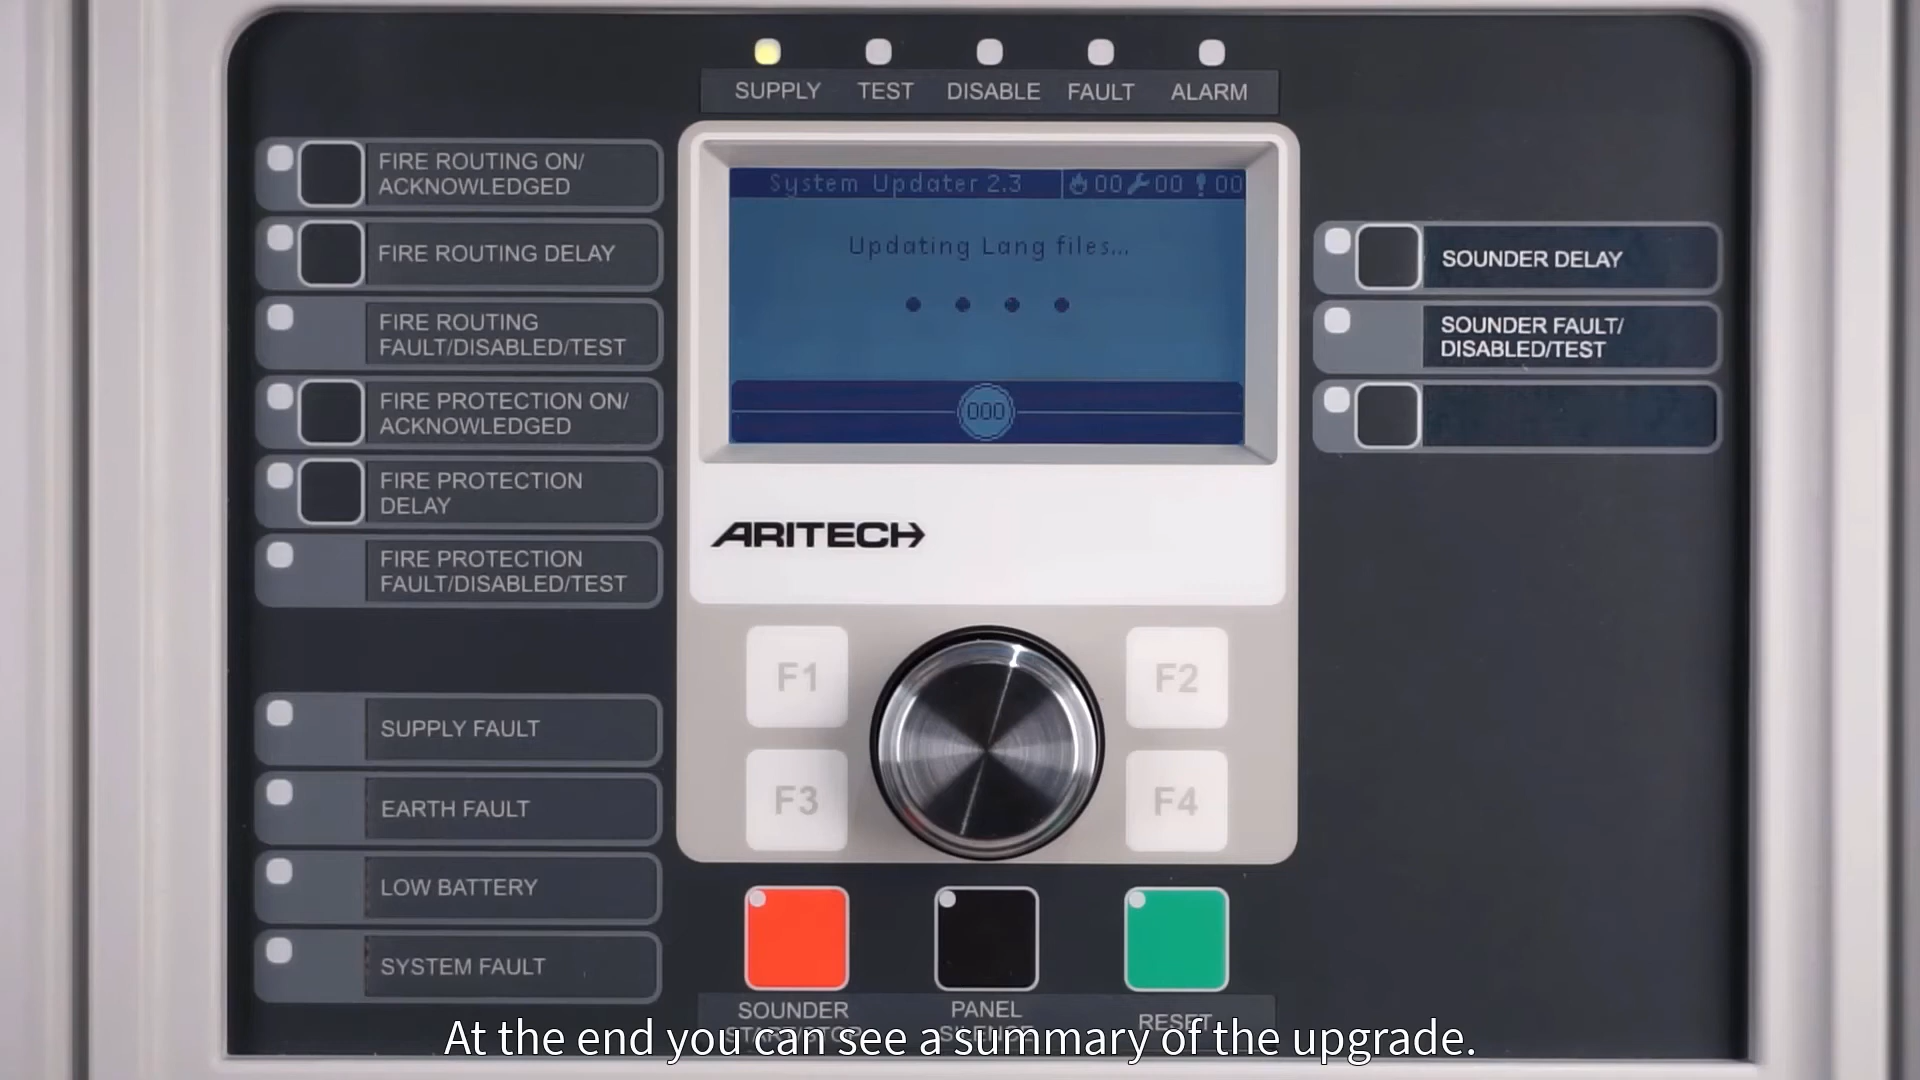 SUPPLY TEST DISABLE FAULT ALARM
FIRE ROUTING ON/
ACKNOWLEDGED
FIRE ROUTING DELAY
FIRE ROUTING
FAULT/DISABLED/TEST
FIRE PROTECTION ON/
ACKNOWLEDGED
FIRE PROTECTION
DELAY
FIRE PROTECTION
FAULT/DISABLED/TEST
SUPPLY FAULT
EARTH FAULT
LOW BATTERY
SYSTEM FAULT
System Updater 2.3 00 00 00
Updating Lang files...
000
ARITECH
F1 F2
F3 F4
SOUNDER DELAY
SOUNDER FAULT/
DISABLED/TEST
SOUNDER
START/STOP
PANEL
SILENCE
RESET
At the end you can see a summary of the upgrade.